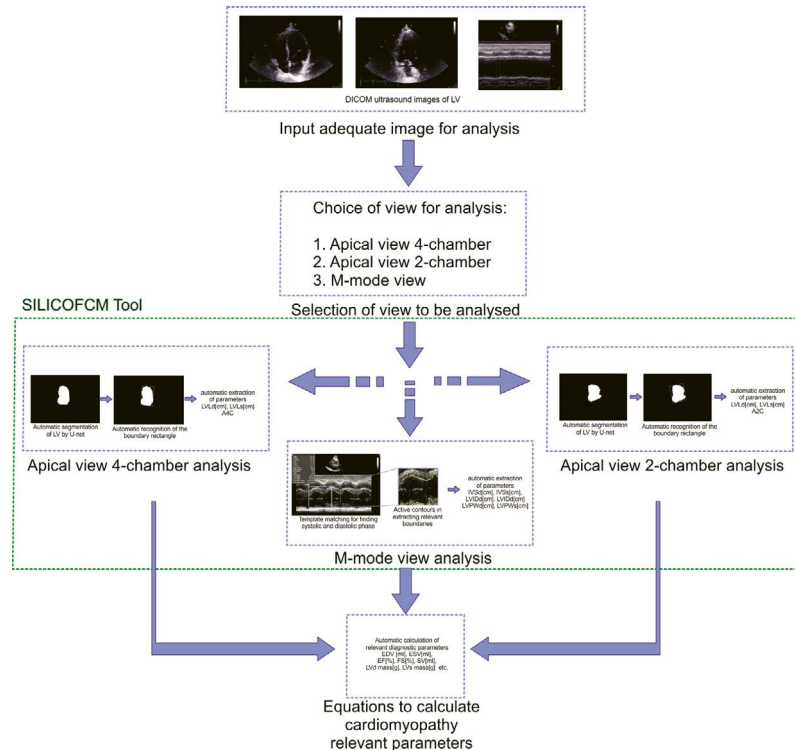 DICOM ultrasound images of LV
Input adequate image for analysis
Choice of view for analysis:
1. Apical view 4-chamber
2. Apical view 2-chamber
3. M-mode view
Selection of view to be analysed
SILICOFCM Tool
Automatic segmentation
of LV by U-net
Automatic recognition of the
boundary rectangle
automatic extraction
of parameters
LVLd[cm], LVLs[cm]
A4C
Apical view 4-chamber analysis
Template matching for finding
systolic and diastolic phase
Active contours in
extracting relevant
boundaries
automatic extraction
of parameters
IVSd[cm], IVSs[cm]
LVIDd[cm], LVIDd[cm]
LVPWd[cm], LVPWs[cm]
M-mode view analysis
Automatic segmentation
of LV by U-net
Automatic recognition of the
boundary rectangle
automatic extraction
of parameters
LVLd[cm], LVLs[cm]
A2C
Apical view 2-chamber analysis
Automatic calculation of
relevant diagnostic parameters
EDV [ml], ESV[ml]
EF[%], FS[%], SV[ml],
LVd mass[g], LVs mass[g] etc.
Equations to calculate
cardiomyopathy
relevant parameters